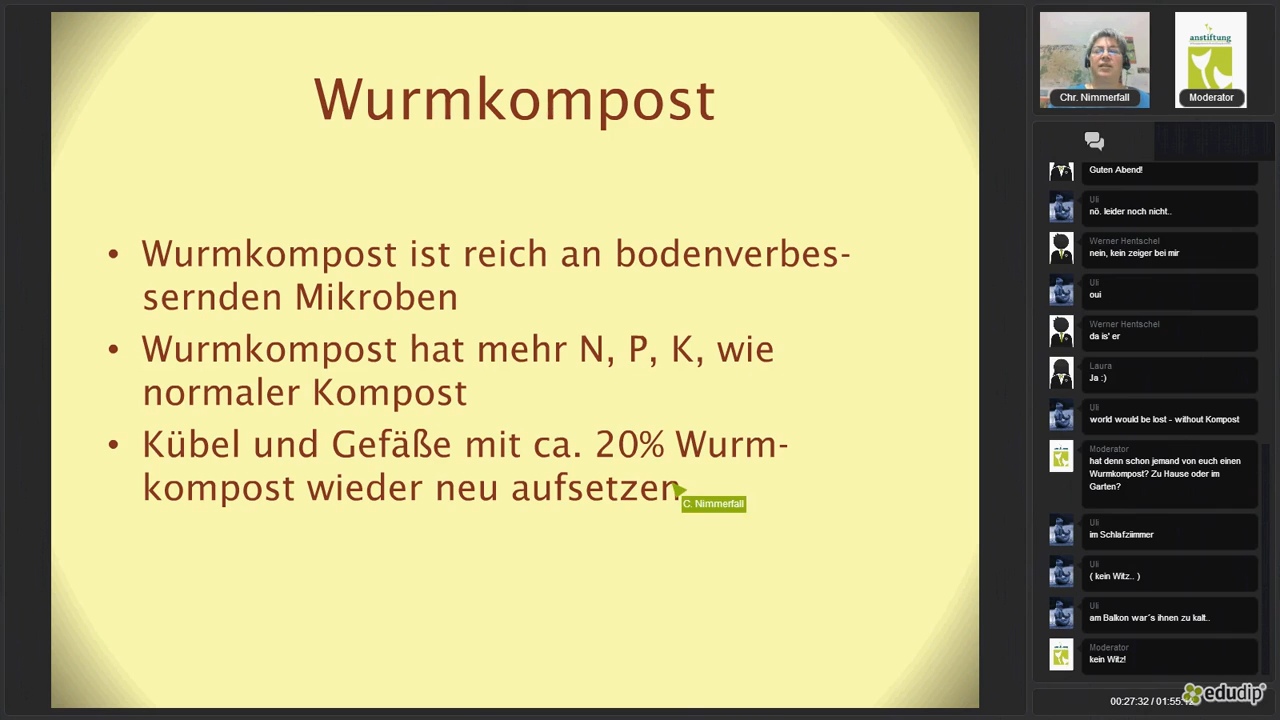 Wurmkompost
• Wurmkompost ist reich an bodenverbes-
sernden Mikroben
• Wurmkompost hat mehr N, P, K, wie
normaler Kompost
• Kübel und Gefäße mit ca. 20% Wurm-
kompost wieder neu aufsetzen
C. Nimmerfall
Chr. Nimmerfall
anstiftung
Moderator
Guten Abend!
Uli
nö. leider noch nicht..
Werner Hentschel
nein, kein zeiger bei mir
Uli
oui
Werner Hentschel
da is' er
Laura
Ja :)
Uli
world would be lost - without Kompost
Moderator
hat denn schon jemand von euch einen
Wurmkompost? Zu Hause oder im
Garten?
Uli
im Schlafziimmer
Uli
( kein Witz.. )
Uli
am Balkon war´s ihnen zu kalt..
Moderator
kein Witz!
00:27:32 /
edudip